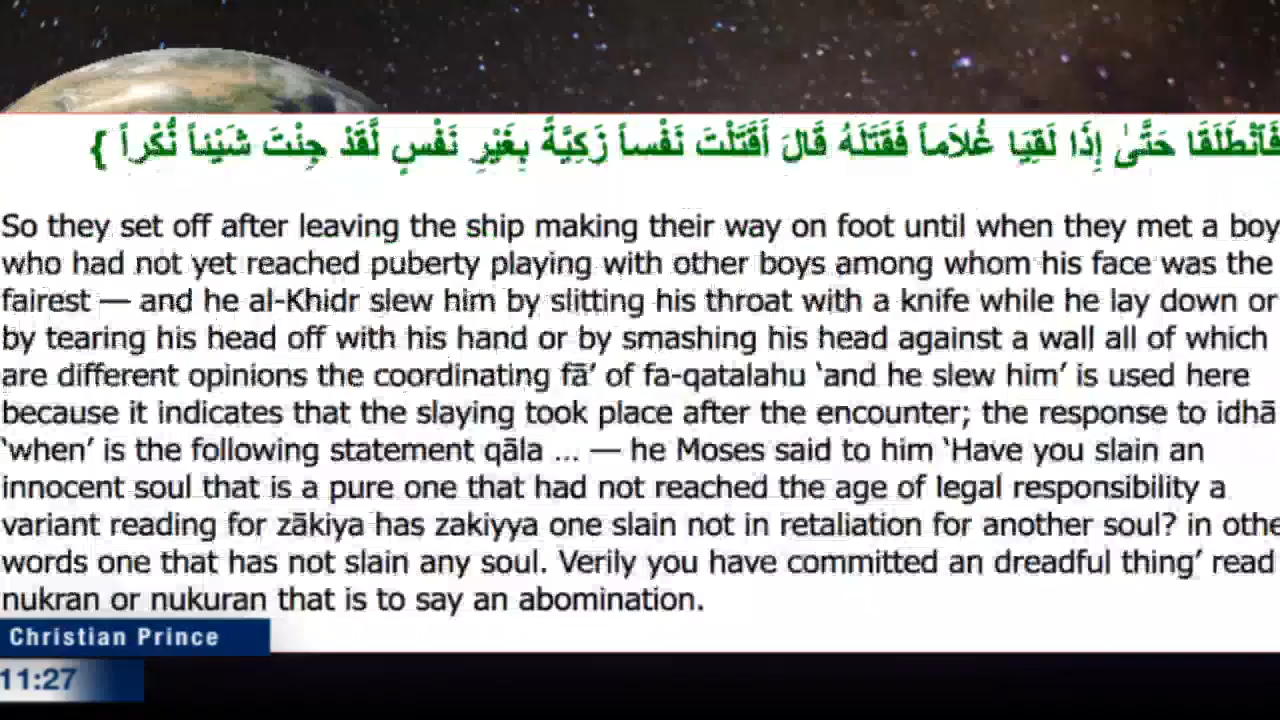 فَٱنْطَلَقَا حَتَّىٰ إِذَا لَقِيَا غُلاَماً فَقَتَلَهُ قَالَ أَقَتَلْتَ نَفْساً زَكِيَّةً بِغَيْرِ نَفْسٍ لَّقَدْ جِئْتَ شَيْئاً نُّكْراً }
So they set off after leaving the ship making their way on foot until when they met a boy
who had not yet reached puberty playing with other boys among whom his face was the
fairest — and he al-Khidr slew him by slitting his throat with a knife while he lay down or
by tearing his head off with his hand or by smashing his head against a wall all of which
are different opinions the coordinating fā’ of fa-qatalahu ‘and he slew him’ is used here
because it indicates that the slaying took place after the encounter; the response to idhā
‘when’ is the following statement qāla ... — he Moses said to him ‘Have you slain an
innocent soul that is a pure one that had not reached the age of legal responsibility a
variant reading for zākiya has zakiyya one slain not in retaliation for another soul? in othe
words one that has not slain any soul. Verily you have committed an dreadful thing’ read
nukran or nukuran that is to say an abomination.
Christian Prince
11:27